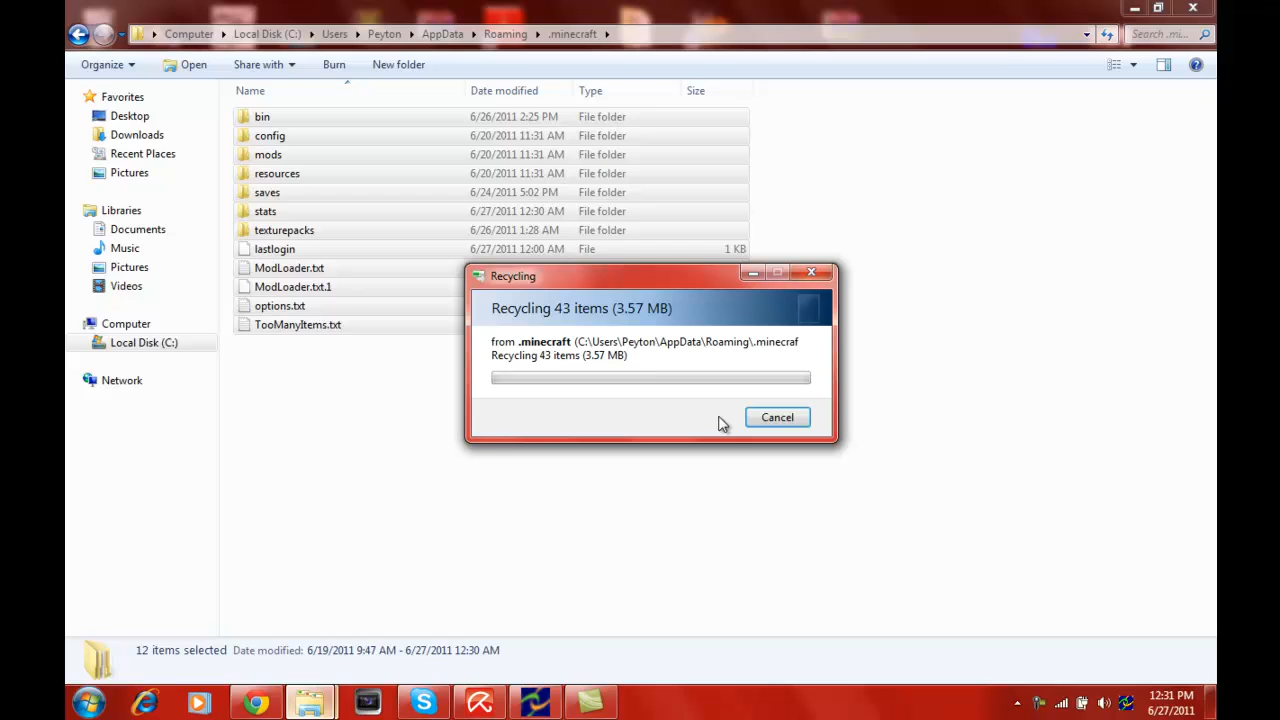 Computer Local Disk (C:) Users Peyton AppData Roaming .minecraft Search .mi...
Organize Open Share with Burn New folder
Name Date modified Type Size
Favorites
Desktop
Downloads
Recent Places
Pictures
Libraries
Documents
Music
Pictures
Videos
Computer
Local Disk (C:)
Network
bin 6/26/2011 2:25 PM File folder
config 6/20/2011 11:31 AM File folder
mods 6/20/2011 11:31 AM File folder
resources 6/20/2011 11:31 AM File folder
saves 6/24/2011 5:02 PM File folder
stats 6/27/2011 12:30 AM File folder
texturepacks 6/26/2011 1:28 AM File folder
lastlogin 6/27/2011 12:00 AM File 1 KB
ModLoader.txt
ModLoader.txt.1
options.txt
TooManyItems.txt
Recycling
Recycling 43 items (3.57 MB)
from .minecraft (C:\Users\Peyton\AppData\Roaming\.minecraf
Recycling 43 items (3.57 MB)
Cancel
12 items selected Date modified: 6/19/2011 9:47 AM - 6/27/2011 12:30 AM
12:31 PM
6/27/2011